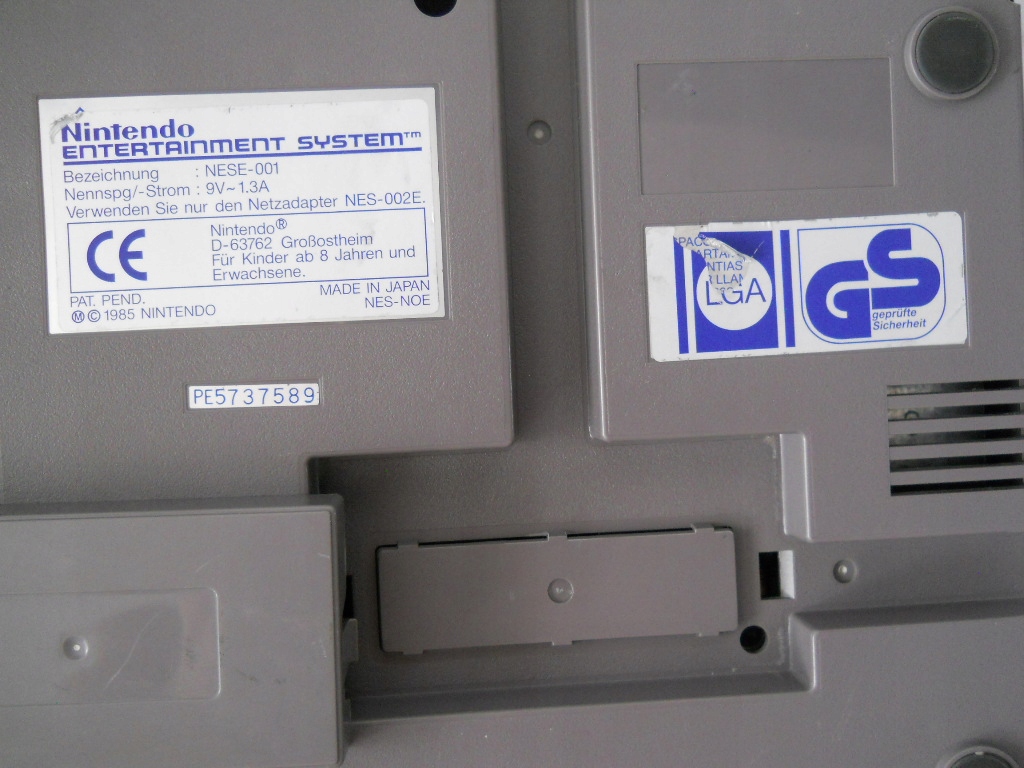 Nintendo
ENTERTAINMENT SYSTEM™
Bezeichnung : NESE-001
Nennspg/-Strom : 9V~1.3A
Verwenden Sie nur den Netzadapter NES-002E.
CE
Nintendo®
D-63762 Großostheim
Für Kinder ab 8 Jahren und
Erwachsene.
MADE IN JAPAN
PAT. PEND.
NES-NOE
Ⓜ © 1985 NINTENDO
PE5737589
LGA
GS
geprüfte
Sicherheit